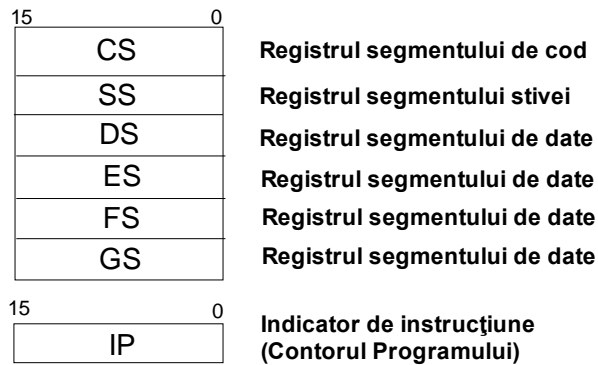 15 0
CS Registrul segmentului de cod
SS Registrul segmentului stivei
DS Registrul segmentului de date
ES Registrul segmentului de date
FS Registrul segmentului de date
GS Registrul segmentului de date
15 0
IP Indicator de instrucţiune
(Contorul Programului)